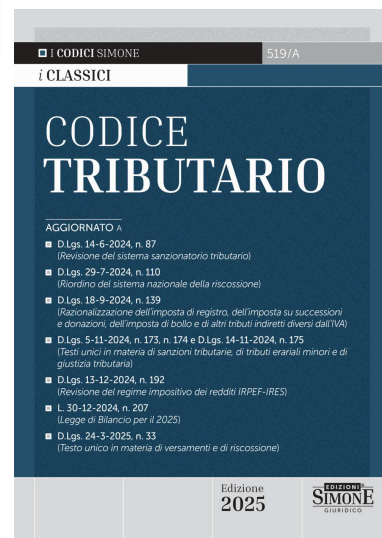 I CODICI SIMONE 519/A
i CLASSICI
CODICE
TRIBUTARIO
AGGIORNATO A
D.Lgs. 14-6-2024, n. 87
(Revisione del sistema sanzionatorio tributario)
D.Lgs. 29-7-2024, n. 110
(Riordino del sistema nazionale della riscossione)
D.Lgs. 18-9-2024, n. 139
(Razionalizzazione dell'imposta di registro, dell'imposta su successioni
e donazioni, dell'imposta di bollo e di altri tributi indiretti diversi dall'IVA)
D.Lgs. 5-11-2024, n. 173, n. 174 e D.Lgs. 14-11-2024, n. 175
(Testi unici in materia di sanzioni tributarie, di tributi erariali minori e di
giustizia tributaria)
D.Lgs. 13-12-2024, n. 192
(Revisione del regime impositivo dei redditi IRPEF-IRES)
L. 30-12-2024, n. 207
(Legge di Bilancio per il 2025)
D.Lgs. 24-3-2025, n. 33
(Testo unico in materia di versamenti e di riscossione)
Edizione
2025
EDIZIONI
SIMONE
GIURIDICO